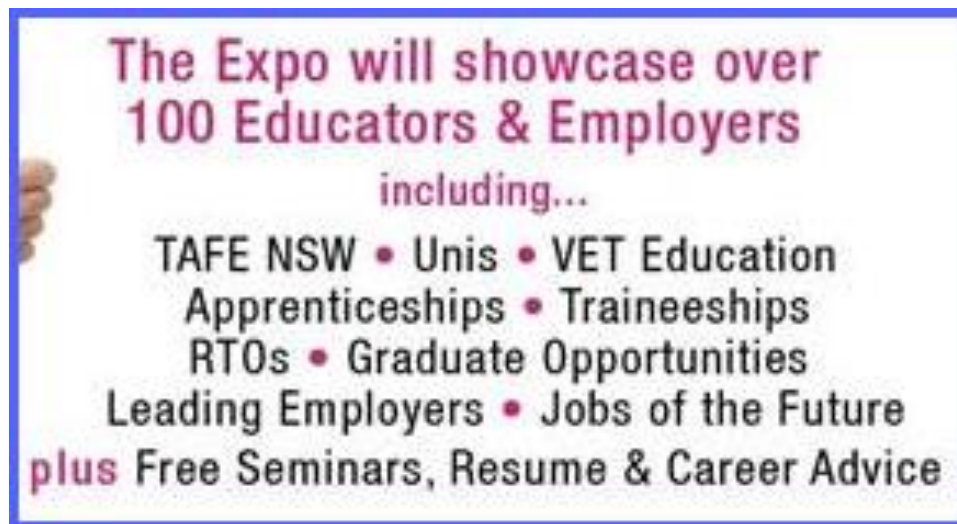 The Expo will showcase over
100 Educators & Employers
including...
TAFE NSW • Unis • VET Education
Apprenticeships • Traineeships
RTOs • Graduate Opportunities
Leading Employers • Jobs of the Future
plus Free Seminars, Resume & Career Advice